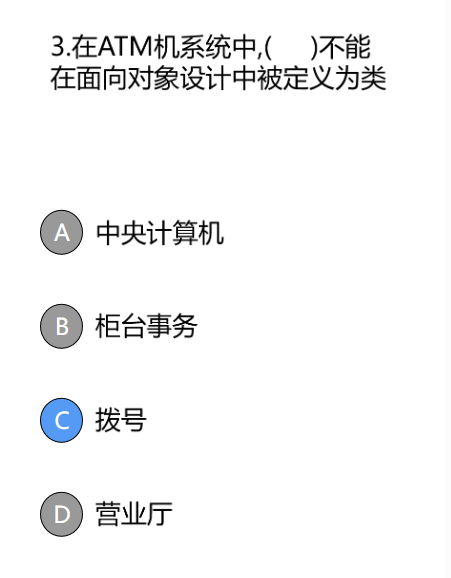 3.在ATM机系统中,(     )不能
在面向对象设计中被定义为类
A 中央计算机
B 柜台事务
C 拨号
D 营业厅